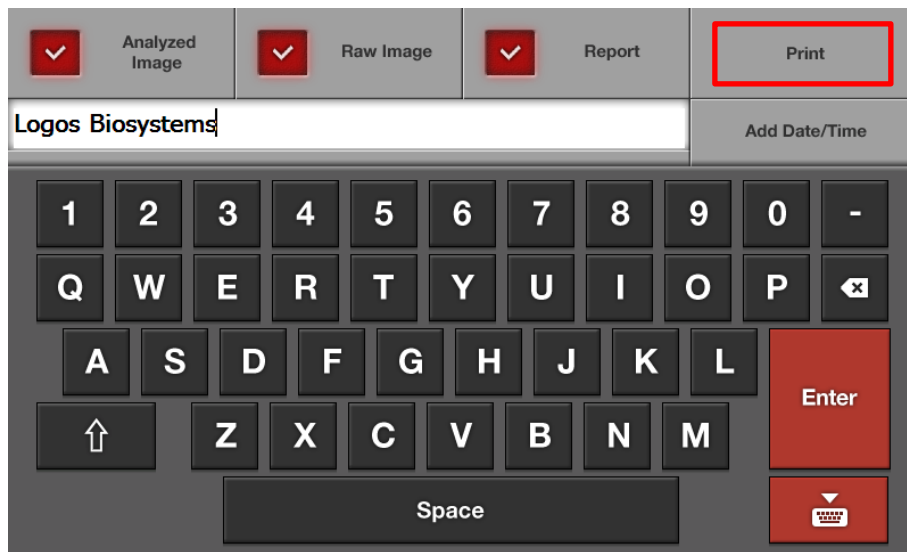 Analyzed
Image
Raw Image
Report
Print
Logos Biosystems
Add Date/Time
1 2 3 4 5 6 7 8 9 0 -
Q W E R T Y U I O P
A S D F G H J K L
Enter
Z X C V B N M
Space